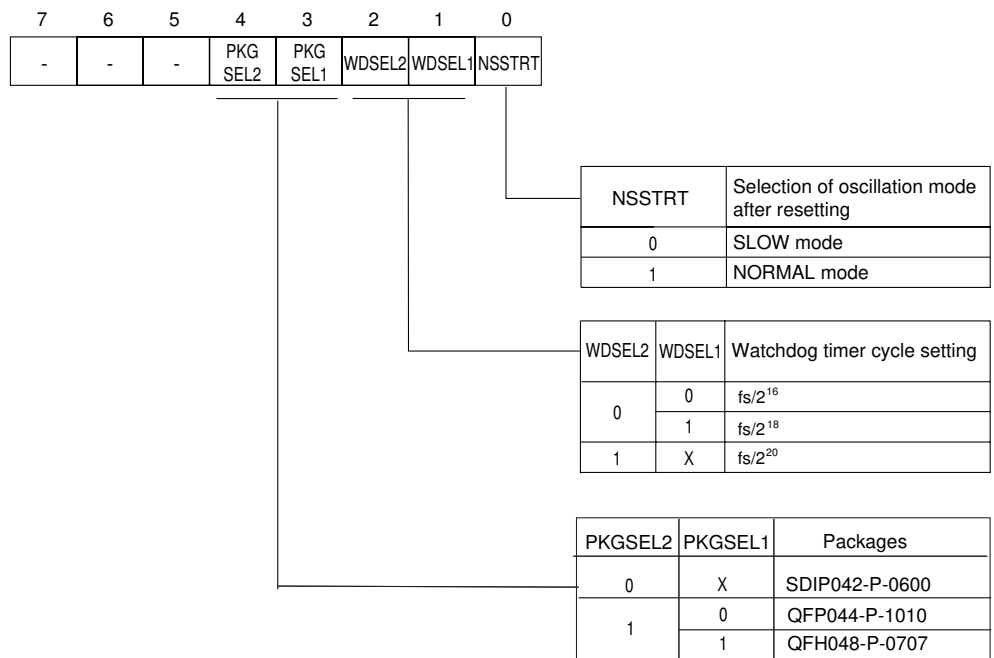 7 6 5 4 3 2 1 0
- - - PKG SEL2 PKG SEL1 WDSEL2 WDSEL1 NSSTRT
NSSTRT Selection of oscillation mode after resetting
0 SLOW mode
1 NORMAL mode
WDSEL2 WDSEL1 Watchdog timer cycle setting
0 0 fs/2^16
1 fs/2^18
1 X fs/2^20
PKGSEL2 PKGSEL1 Packages
0 X SDIP042-P-0600
1 0 QFP044-P-1010
1 QFH048-P-0707